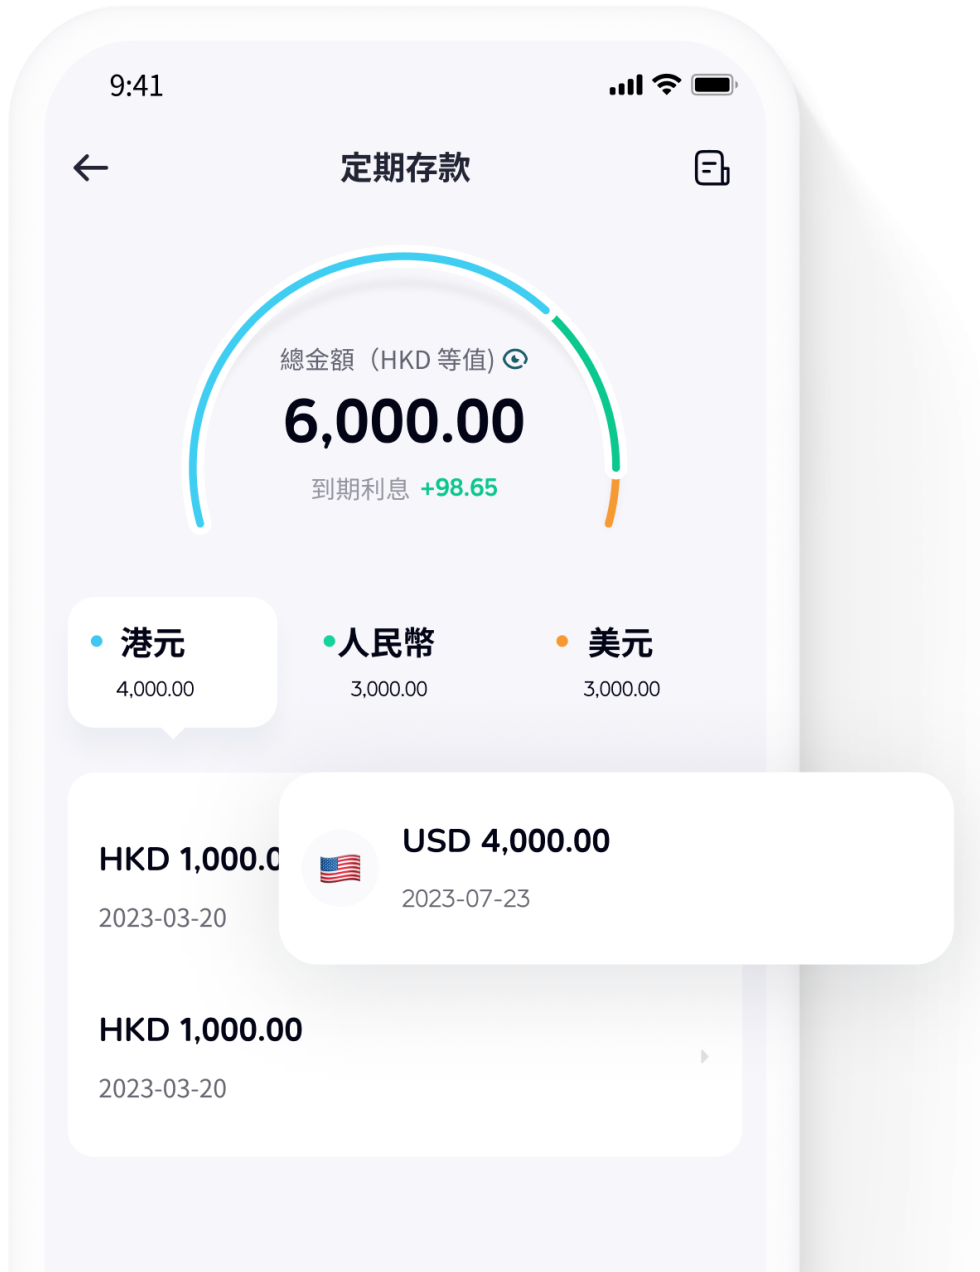 9:41
定期存款
總金額（HKD 等值)
6,000.00
到期利息 +98.65
港元
4,000.00
人民幣
3,000.00
美元
3,000.00
HKD 1,000.0
2023-03-20
USD 4,000.00
2023-07-23
HKD 1,000.00
2023-03-20